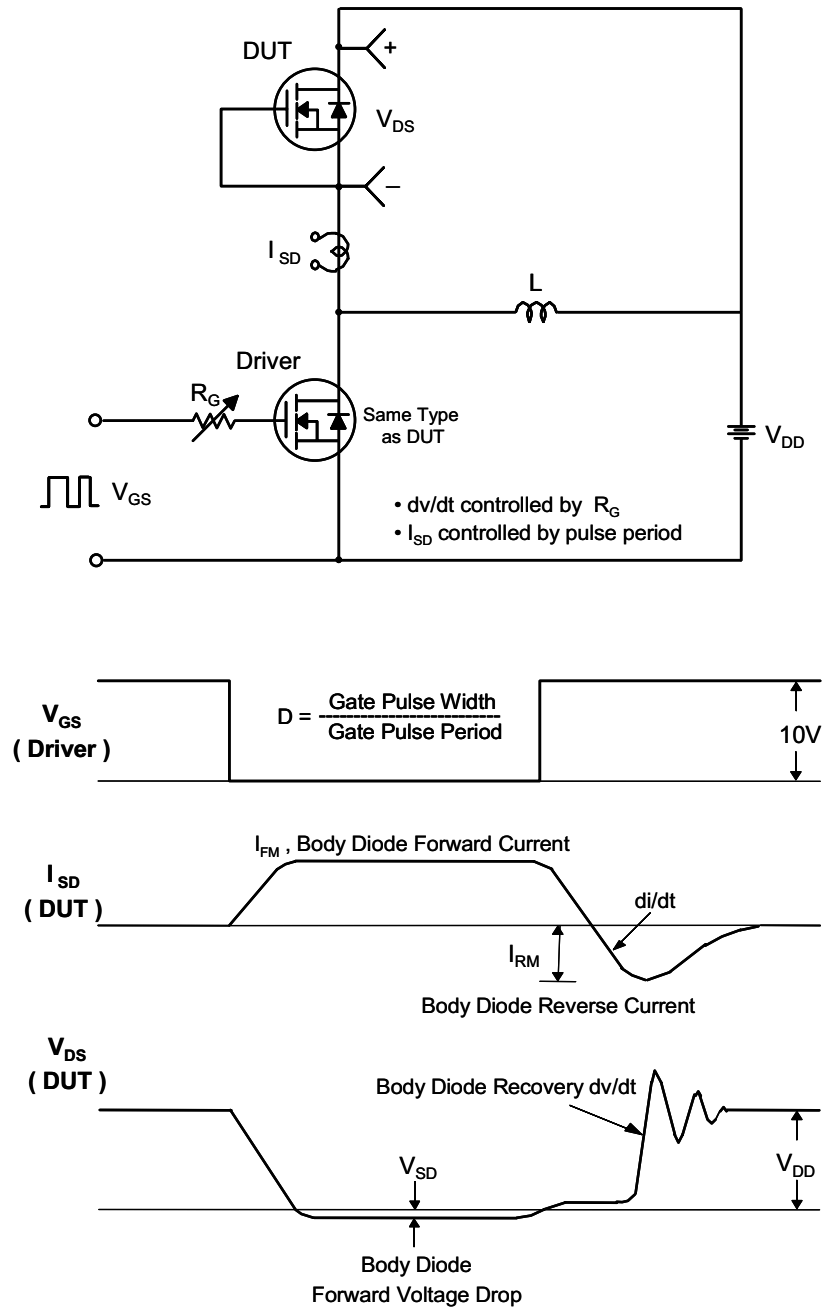 DUT
+
V_DS
–
I_SD
L
Driver
R_G
Same Type
as DUT
V_DD
V_GS
• dv/dt controlled by R_G
• I_SD controlled by pulse period
V_GS
( Driver )
D = Gate Pulse Width
Gate Pulse Period
10V
I_FM , Body Diode Forward Current
I_SD
( DUT )
di/dt
I_RM
Body Diode Reverse Current
V_DS
( DUT )
Body Diode Recovery dv/dt
V_SD
V_DD
Body Diode
Forward Voltage Drop